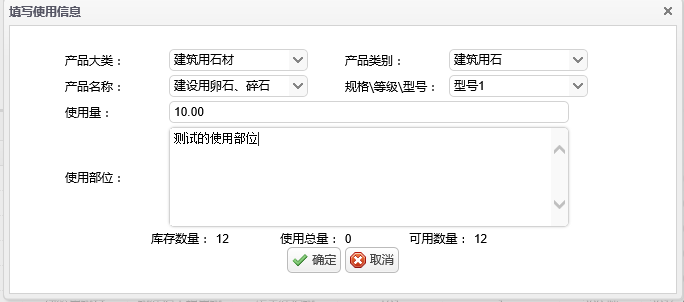 填写使用信息
产品大类： 建筑用石材 产品类别： 建筑用石
产品名称： 建设用卵石、碎石 规格\等级\型号： 型号1
使用量： 10.00
测试的使用部位
使用部位：
库存数量： 12 使用总量： 0 可用数量： 12
确定 取消